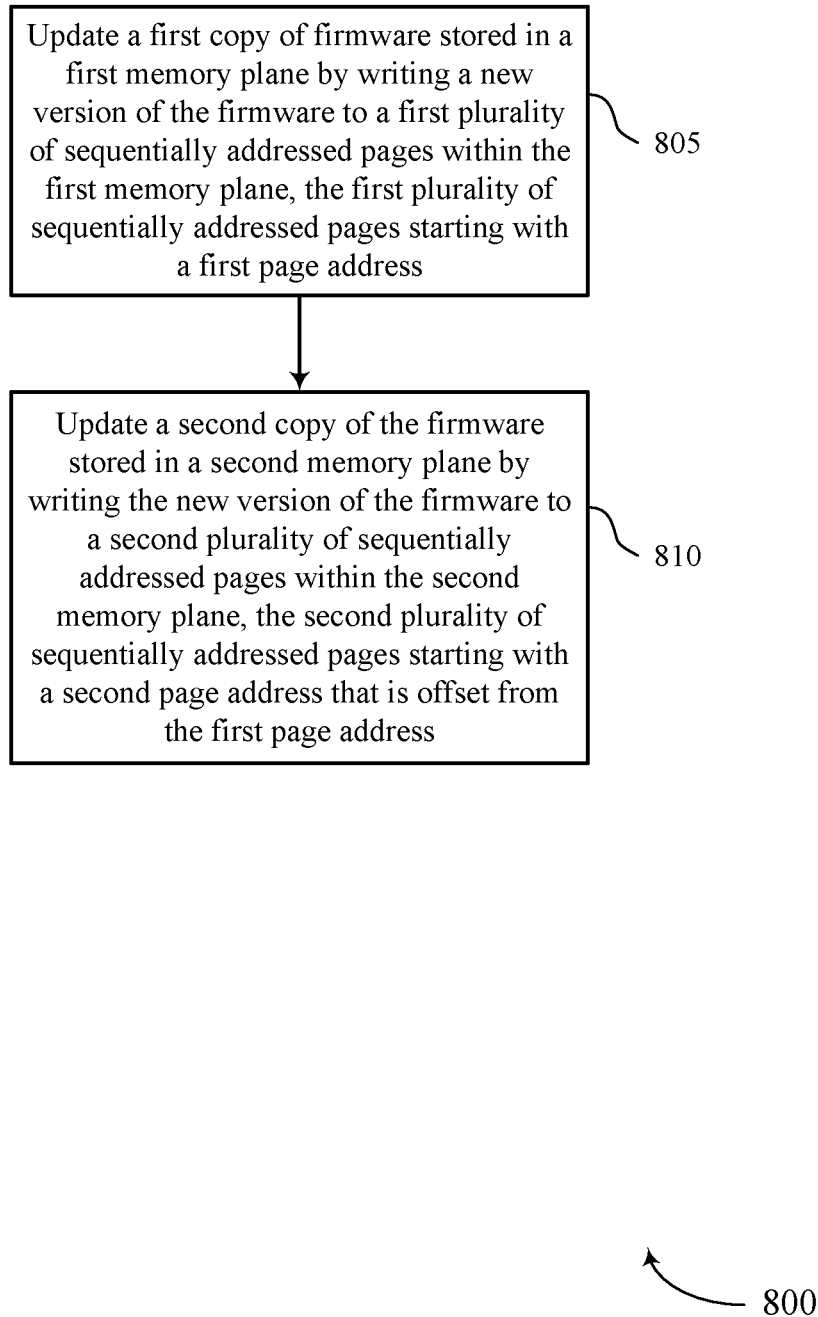 Update a first copy of firmware stored in a
first memory plane by writing a new
version of the firmware to a first plurality
of sequentially addressed pages within the
first memory plane, the first plurality of
sequentially addressed pages starting with
a first page address
805
Update a second copy of the firmware
stored in a second memory plane by
writing the new version of the firmware to
a second plurality of sequentially
addressed pages within the second
memory plane, the second plurality of
sequentially addressed pages starting with
a second page address that is offset from
the first page address
810
800